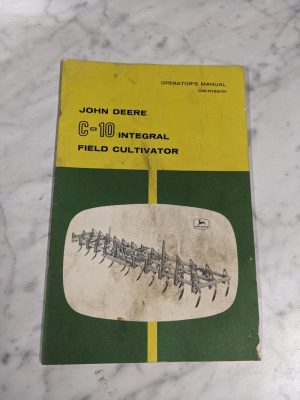 OPERATOR'S MANUAL
JOHN DEERE
C-10 INTEGRAL
FIELD CULTIVATOR